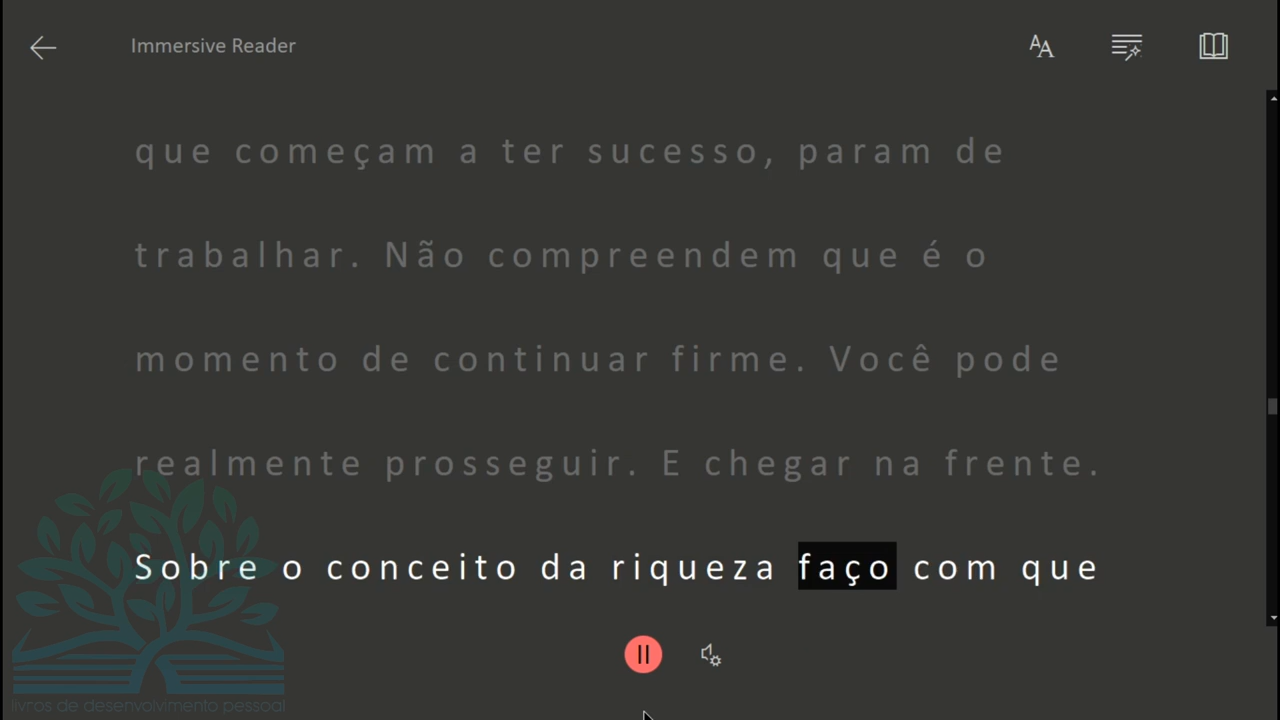 Immersive Reader
que começam a ter sucesso, param de
trabalhar. Não compreendem que é o
momento de continuar firme. Você pode
realmente prosseguir. E chegar na frente.
Sobre o conceito da riqueza faço com que
livros de desenvolvimento pessoal